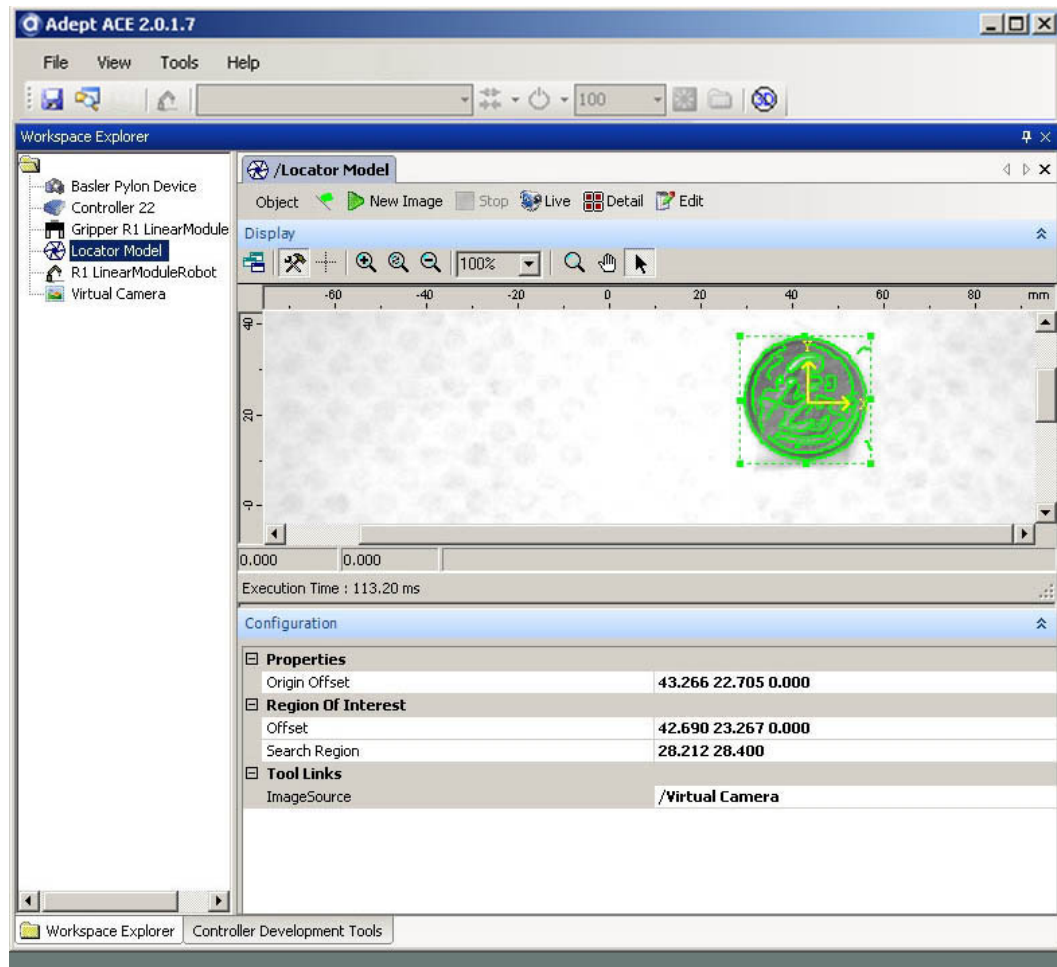 Adept ACE 2.0.1.7
File View Tools Help
100
3D
Workspace Explorer
Basler Pylon Device
Controller 22
Gripper R1 LinearModule
Locator Model
R1 LinearModuleRobot
Virtual Camera
/Locator Model
Object New Image Stop Live Detail Edit
Display
100%
-60 -40 -20 0 20 40 60 80 mm
40
20
Y
0.000 0.000
Execution Time : 113.20 ms
Configuration
Properties
Origin Offset 43.266 22.705 0.000
Region Of Interest
Offset 42.690 23.267 0.000
Search Region 28.212 28.400
Tool Links
ImageSource /Virtual Camera
Workspace Explorer Controller Development Tools